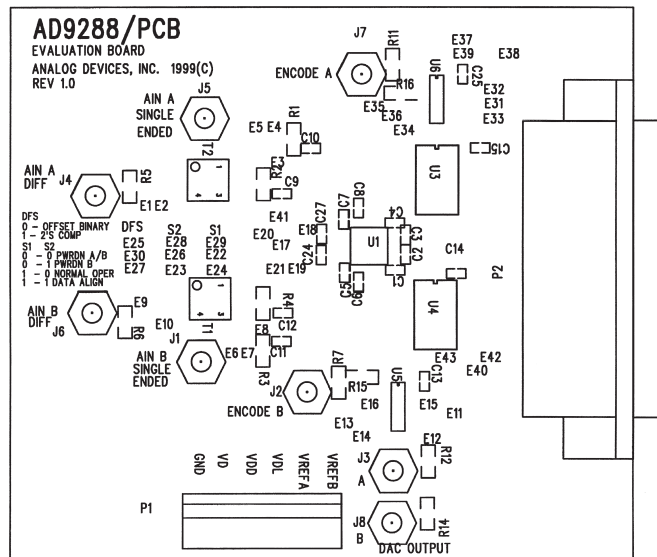 AD9288/PCB
EVALUATION BOARD
ANALOG DEVICES, INC. 1999(C)
REV 1.0
J7
R11
E37
E39
E38
U6
C25
ENCODE A
R16
E32
E31
E33
E35
E36
E34
AIN A
SINGLE
ENDED
J5
E5 E4
R1
C10
T2
1
4
3
E3
R2
C9
U3
C15
AIN A
DIFF
J4
R5
E1 E2
E41
C27
C7
C8
C4
DFS
0 - OFFSET BINARY
1 - 2'S COMP
S1 S2
0 - 0 PWRDN A/B
0 - 1 PWRDN B
1 - 0 NORMAL OPER
1 - 1 DATA ALIGN
DFS
E25
E30
E27
S2
E28
E26
E23
S1
E29
E22
E24
E20
E18
E17
U1
C3
C2
E21 E19
C24
C5
C6
C1
C14
P2
AIN B
DIFF
J6
E9
R6
E10
1
4
3
T1
R4
C12
E8
C11
U4
J1
AIN B
SINGLE
ENDED
E6 E7
R3
E43
E42
E40
J2
R7
R15
U5
C13
ENCODE B
E16
E15
E11
E13
E14
E12
GND
VD
VDD
VDL
VREFA
VREFB
J3
A
R12
P1
J8
B
R14
DAC OUTPUT